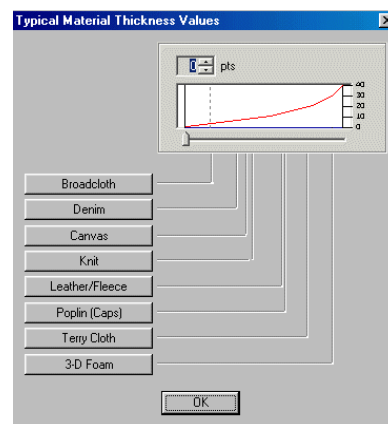 Typical Material Thickness Values
0 pts
40
30
20
10
0
Broadcloth
Denim
Canvas
Knit
Leather/Fleece
Poplin (Caps)
Terry Cloth
3-D Foam
OK